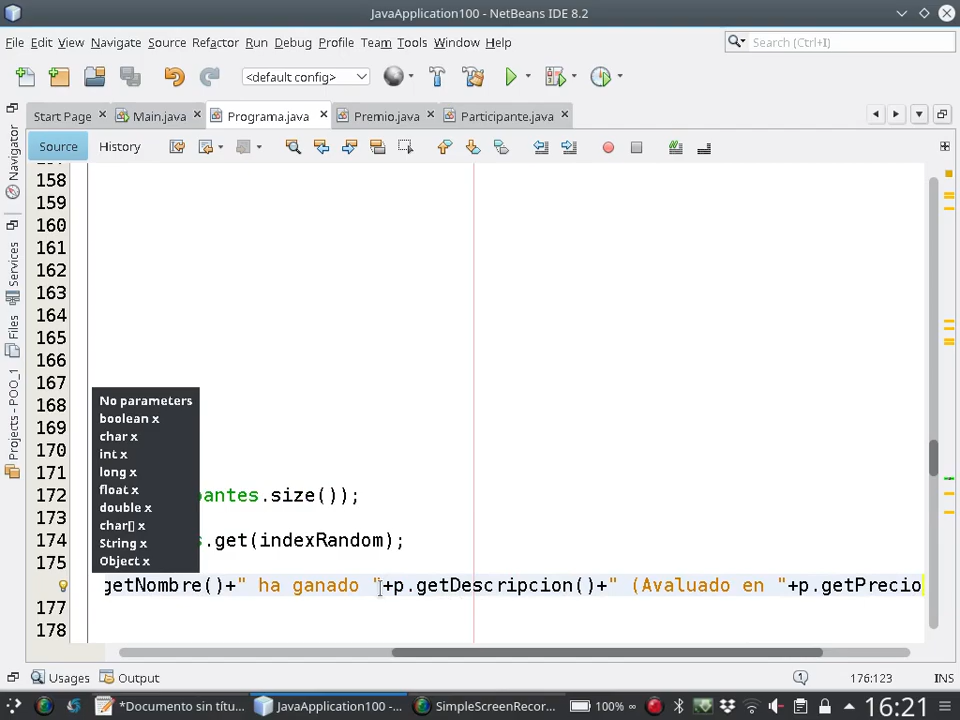 JavaApplication100 - NetBeans IDE 8.2
File Edit View Navigate Source Refactor Run Debug Profile Team Tools Window Help
Search (Ctrl+I)
<default config>
Start Page Main.java Programa.java Premio.java Participante.java
Source History
Navigator
Services
Files
Projects - POO_1
158
159
160
161
162
163
164
165
166
167
168
169
170
171
172 pantes.size());
173
174 s.get(indexRandom);
175
getNombre()+" ha ganado "+p.getDescripcion()+" (Avaluado en "+p.getPrecio
177
178
No parameters
boolean x
char x
int x
long x
float x
double x
char[] x
String x
Object x
Usages Output
1
176:123 INS
*Documento sin títu... JavaApplication100 -... SimpleScreenRecor... 100% 16:21